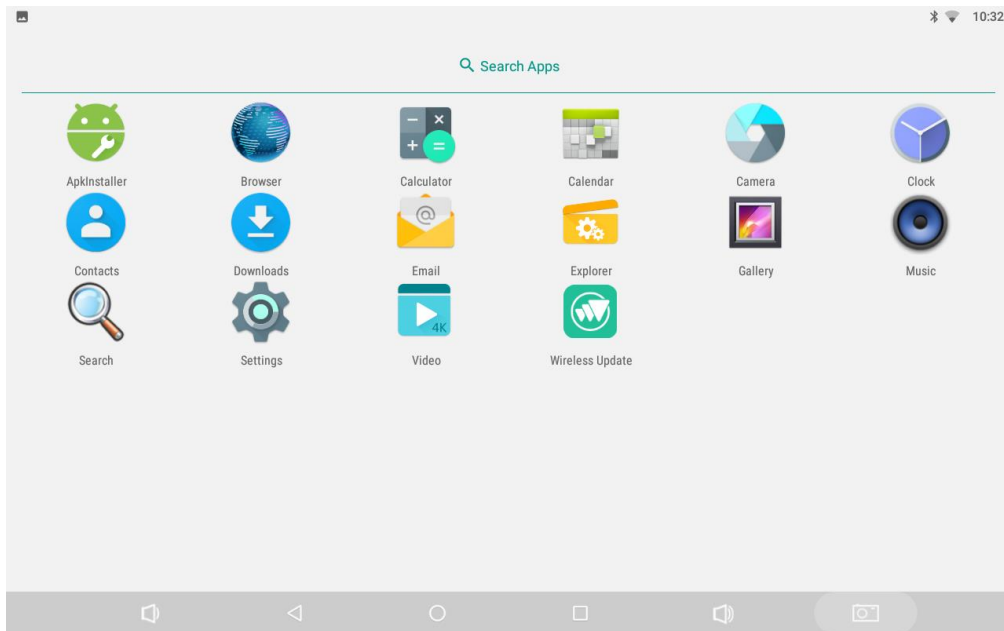 10:32
Search Apps
ApkInstaller Browser Calculator Calendar Camera Clock
@
Contacts Downloads Email Explorer Gallery Music
4K
Search Settings Video Wireless Update